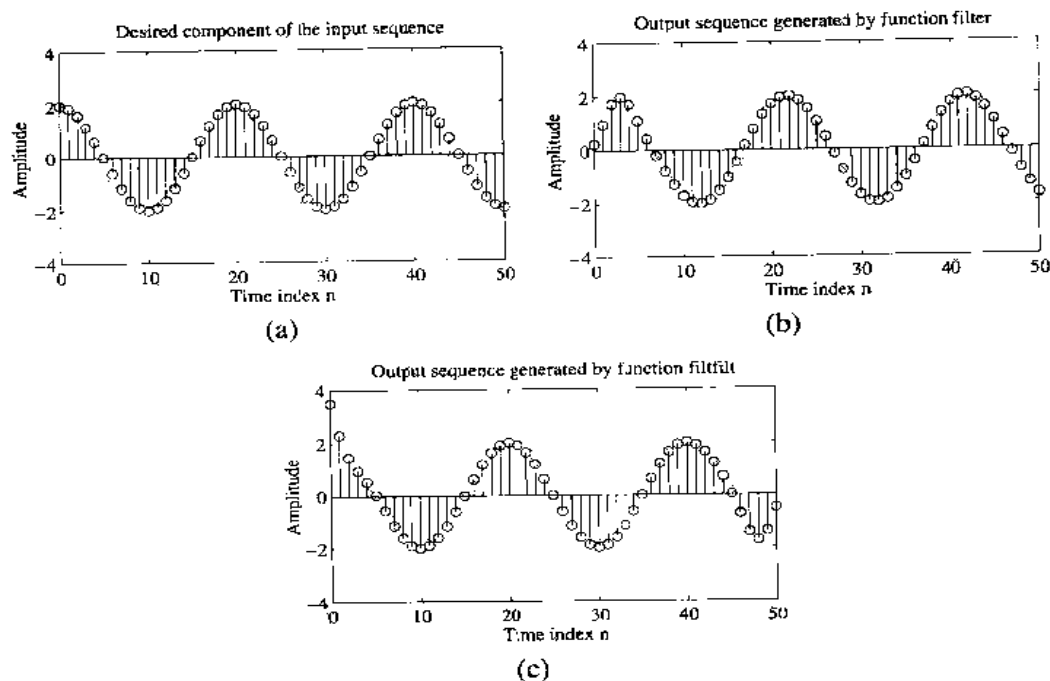 Desired component of the input sequence
4
2
0
−2
−4
Amplitude
0 10 20 30 40 50
Time index n
(a)
Output sequence generated by function filter
4
2
0
−2
−4
Amplitude
0 10 20 30 40 50
Time index n
(b)
Output sequence generated by function filtfilt
4
2
0
−2
−4
Amplitude
0 10 20 30 40 50
Time index n
(c)